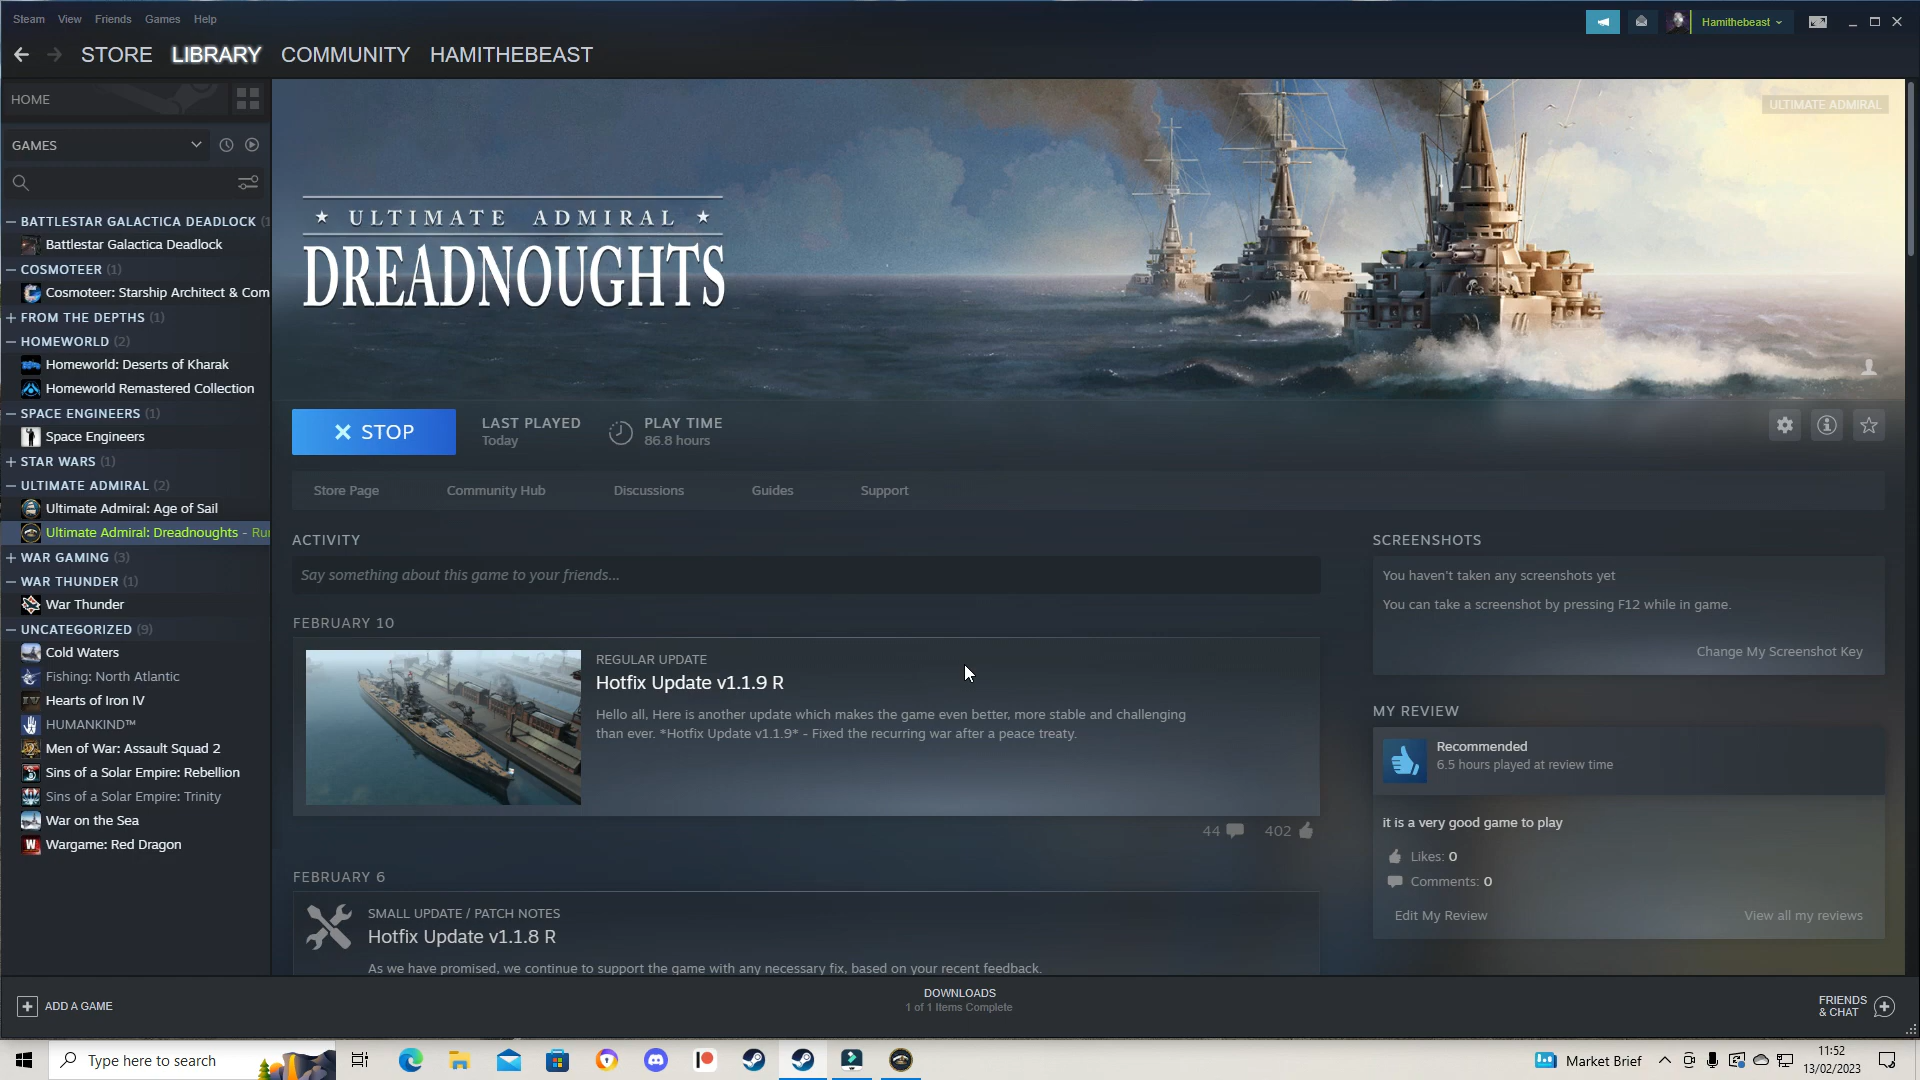 Steam View Friends Games Help
Hamithebeast
STORE LIBRARY COMMUNITY HAMITHEBEAST
HOME
GAMES
— BATTLESTAR GALACTICA DEADLOCK (1
Battlestar Galactica Deadlock
— COSMOTEER (1)
Cosmoteer: Starship Architect & Com
+ FROM THE DEPTHS (1)
— HOMEWORLD (2)
Homeworld: Deserts of Kharak
Homeworld Remastered Collection
— SPACE ENGINEERS (1)
Space Engineers
+ STAR WARS (1)
— ULTIMATE ADMIRAL (2)
Ultimate Admiral: Age of Sail
Ultimate Admiral: Dreadnoughts - Ru
+ WAR GAMING (3)
— WAR THUNDER (1)
War Thunder
— UNCATEGORIZED (9)
Cold Waters
Fishing: North Atlantic
Hearts of Iron IV
HUMANKIND™
Men of War: Assault Squad 2
Sins of a Solar Empire: Rebellion
Sins of a Solar Empire: Trinity
War on the Sea
Wargame: Red Dragon
ULTIMATE ADMIRAL
★ ULTIMATE ADMIRAL ★
DREADNOUGHTS
STOP
LAST PLAYED
Today
PLAY TIME
86.8 hours
Store Page Community Hub Discussions Guides Support
ACTIVITY
Say something about this game to your friends...
FEBRUARY 10
REGULAR UPDATE
Hotfix Update v1.1.9 R
Hello all, Here is another update which makes the game even better, more stable and challenging
than ever. *Hotfix Update v1.1.9* - Fixed the recurring war after a peace treaty.
44 402
FEBRUARY 6
SMALL UPDATE / PATCH NOTES
Hotfix Update v1.1.8 R
As we have promised, we continue to support the game with any necessary fix, based on your recent feedback.
SCREENSHOTS
You haven't taken any screenshots yet
You can take a screenshot by pressing F12 while in game.
Change My Screenshot Key
MY REVIEW
Recommended
6.5 hours played at review time
it is a very good game to play
Likes: 0
Comments: 0
Edit My Review View all my reviews
ADD A GAME
DOWNLOADS
1 of 1 Items Complete
FRIENDS
& CHAT
Type here to search
Market Brief
11:52
13/02/2023